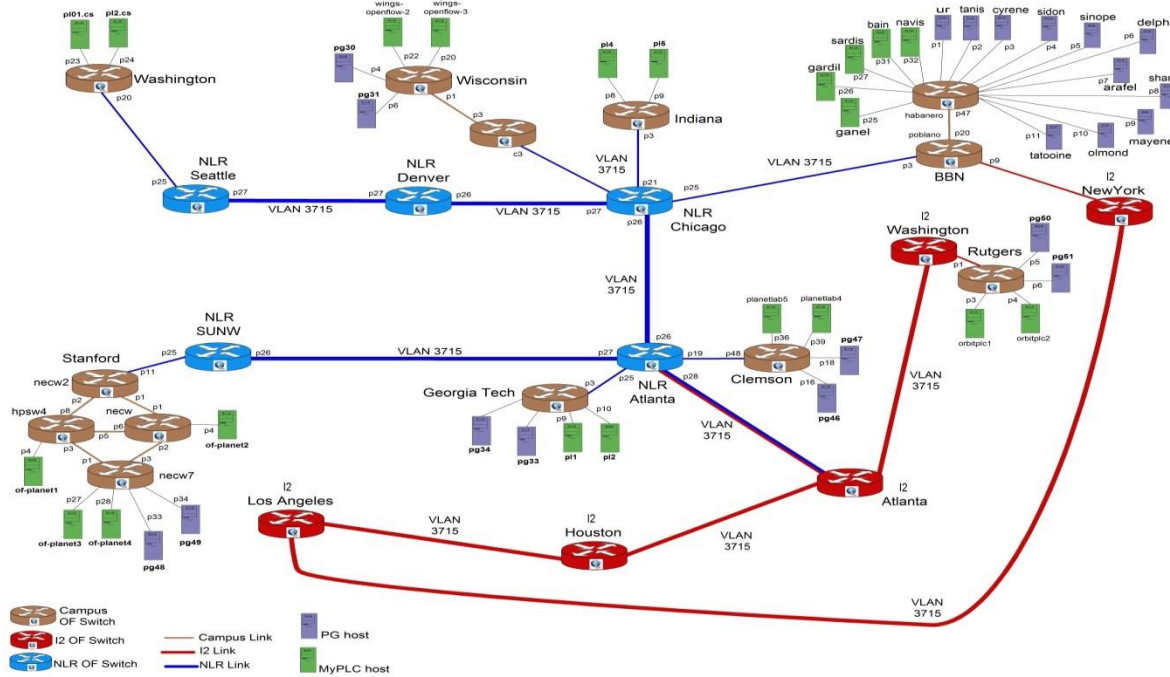 pl01.cs
pl2.cs
p23
p24
Washington
p20
wings-
openflow-2
wings-
openflow-3
pg30
p22
p20
p4
Wisconsin
pg31
p6
p1
p3
c3
pl4
pl5
p8
p9
Indiana
p3
VLAN
3715
ur
tanis
cyrene
sidon
sinope
delph
bain
navis
sardis
gardil
ganel
p1
p2
p3
p4
p5
p6
p31
p32
p27
p26
p25
p7
arafel
shar
p8
p9
mayene
p10
olmond
p11
tatooine
habanero
p47
poblano
p20
p3
p9
BBN
NLR
Seattle
p25
p27
VLAN 3715
NLR
Denver
p27
p26
VLAN 3715
p27
p21
p25
p26
NLR
Chicago
VLAN
3715
I2
NewYork
I2
Washington
p1
Rutgers
pg50
p5
pg51
p6
p3
p4
orbitplc1
orbitplc2
VLAN
3715
NLR
SUNW
p25
p26
VLAN 3715
p27
p26
p19
p48
p25
p28
NLR
Atlanta
planetlab5
planetlab4
p36
p39
pg47
p18
p16
Clemson
pg46
Stanford
p11
necw2
p2
p1
hpsw4
p8
necw
p1
p6
p5
p4
of-planet2
p4
p3
p2
of-planet1
p1
p3
necw7
p27
p28
p33
p34
of-planet3
of-planet4
pg48
pg49
Georgia Tech
p3
p9
p10
pg34
pg33
pl1
pl2
VLAN
3715
VLAN
3715
I2
Atlanta
I2
Los Angeles
VLAN
3715
I2
Houston
VLAN
3715
VLAN
3715
Campus
OF Switch
I2 OF Switch
NLR OF Switch
Campus Link
I2 Link
NLR Link
PG host
MyPLC host